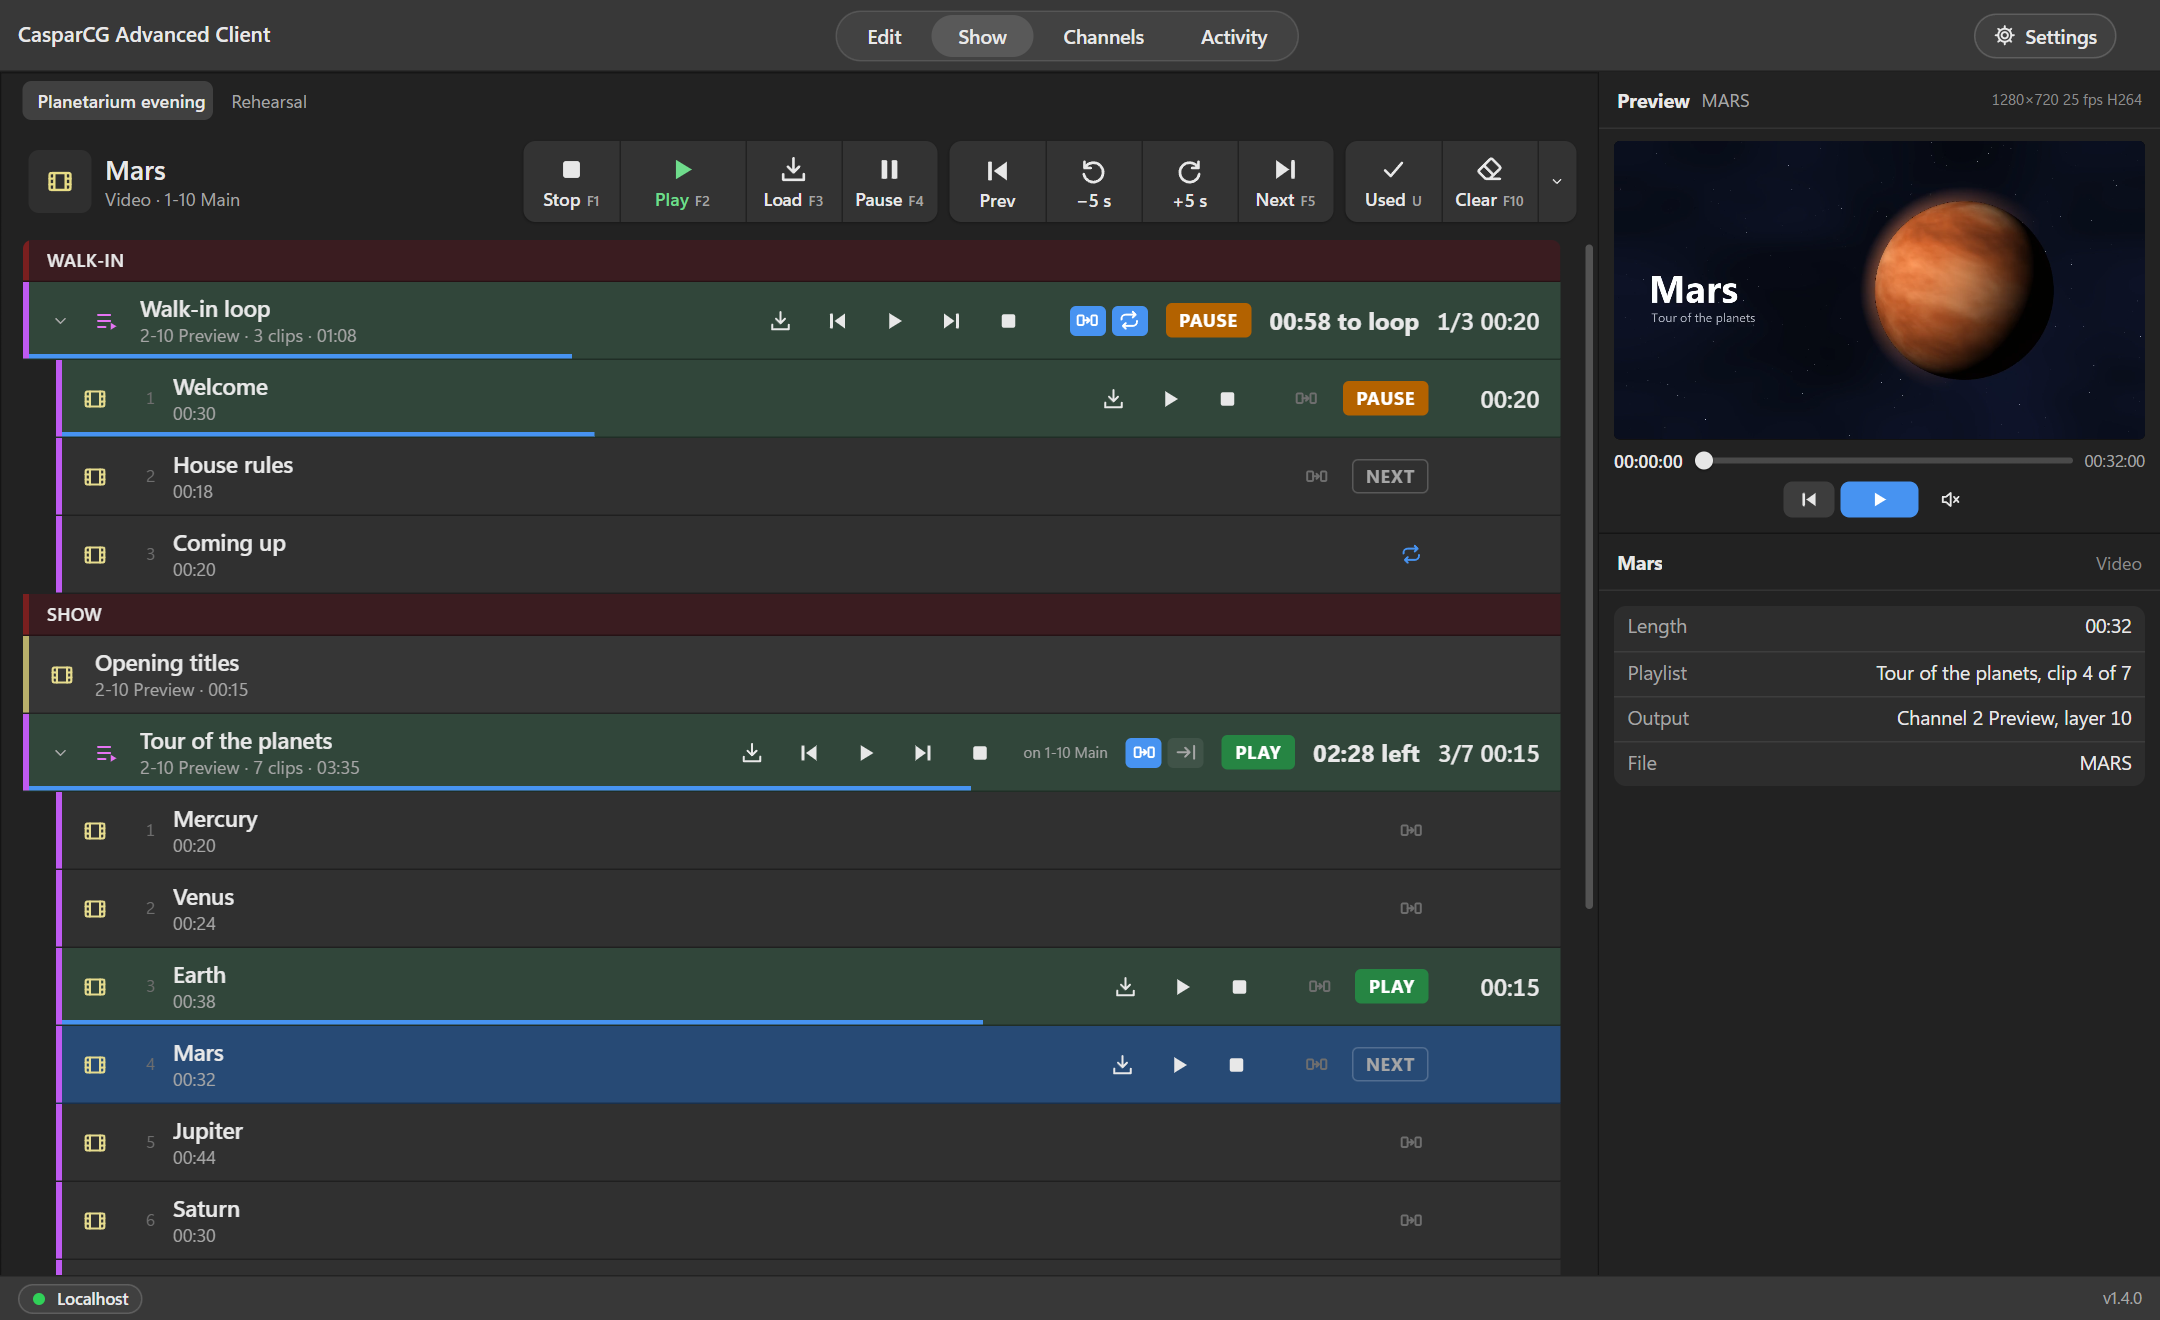 CasparCG Advanced Client
Edit
Show
Channels
Activity
Settings
Planetarium evening
Rehearsal
Mars
Video · 1-10 Main
Stop F1
Play F2
Load F3
Pause F4
Prev
−5 s
+5 s
Next F5
Used U
Clear F10
WALK-IN
Walk-in loop
2-10 Preview · 3 clips · 01:08
PAUSE
00:58 to loop
1/3 00:20
1
Welcome
00:30
PAUSE
00:20
2
House rules
00:18
NEXT
3
Coming up
00:20
SHOW
Opening titles
2-10 Preview · 00:15
Tour of the planets
2-10 Preview · 7 clips · 03:35
on 1-10 Main
PLAY
02:28 left
3/7 00:15
1
Mercury
00:20
2
Venus
00:24
3
Earth
00:38
PLAY
00:15
4
Mars
00:32
NEXT
5
Jupiter
00:44
6
Saturn
00:30
Preview MARS
1280×720 25 fps H264
Mars
Tour of the planets
00:00:00
00:32:00
Mars
Video
Length
00:32
Playlist
Tour of the planets, clip 4 of 7
Output
Channel 2 Preview, layer 10
File
MARS
Localhost
v1.4.0